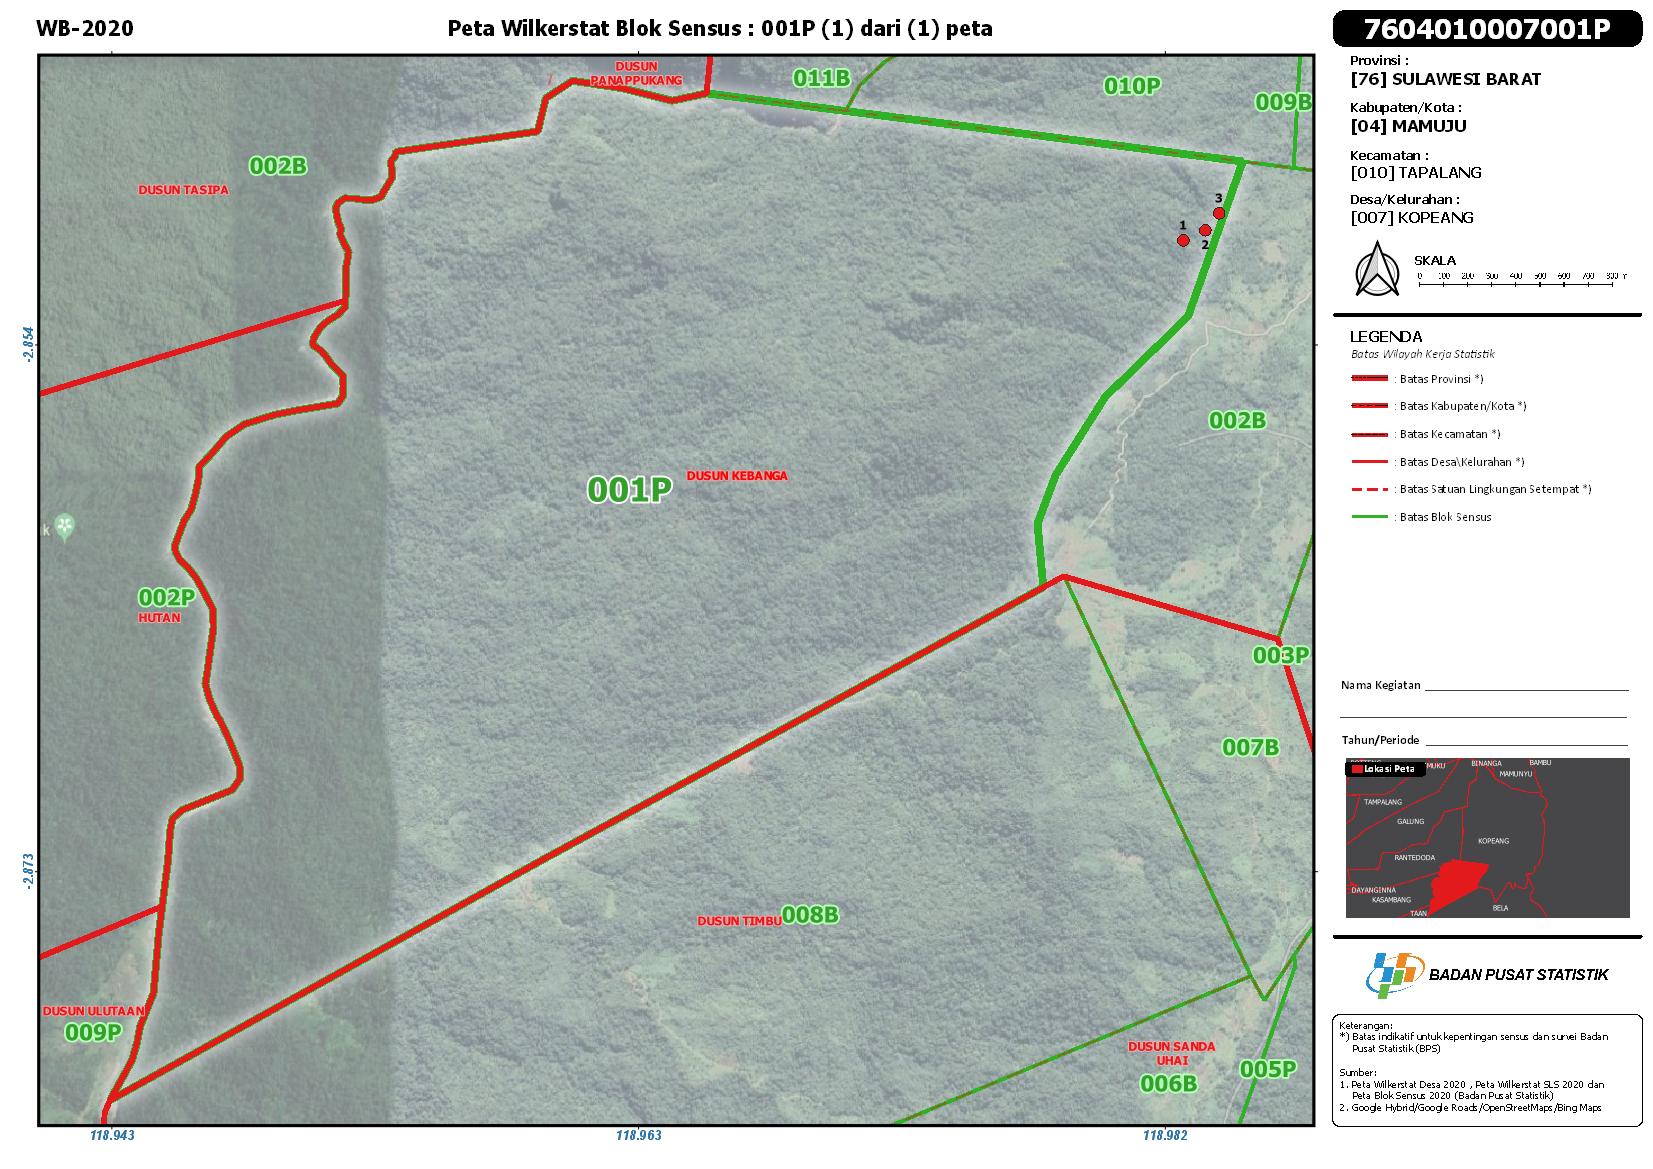 WB-2020
Peta Wilkerstat Blok Sensus : 001P (1) dari (1) peta
7604010007001P
Provinsi :
[76] SULAWESI BARAT
Kabupaten/Kota :
[04] MAMUJU
Kecamatan :
[010] TAPALANG
Desa/Kelurahan :
[007] KOPEANG
SKALA
0 100 200 300 400 500 600 700 800 m
LEGENDA
Batas Wilayah Kerja Statistik
: Batas Provinsi *)
: Batas Kabupaten/Kota *)
: Batas Kecamatan *)
: Batas Desa\Kelurahan *)
: Batas Satuan Lingkungan Setempat *)
: Batas Blok Sensus
Nama Kegiatan
Tahun/Periode
Lokasi Peta
BINANGA
BAMBU
MAMUNYU
TAMPALANG
GALUNG
KOPEANG
RANTEDODA
DAYANGINNA
KASAMBANG
TAAN
BELA
BADAN PUSAT STATISTIK
Keterangan:
*) Batas indikatif untuk kepentingan sensus dan survei Badan
Pusat Statistik (BPS)
Sumber:
1. Peta Wilkerstat Desa 2020 , Peta Wilkerstat SLS 2020 dan
Peta Blok Sensus 2020 (Badan Pusat Statistik)
2. Google Hybrid/Google Roads/OpenStreetMaps/Bing Maps
DUSUN
PANAPPUKANG
011B
010P
009B
002B
DUSUN TASIPA
3
1
2
002B
001P
DUSUN KEBANGA
k
002P
HUTAN
003P
007B
DUSUN TIMBU
008B
DUSUN ULUTAAN
009P
DUSUN SANDA
UHAI
006B
005P
-2.854
-2.873
118.943
118.963
118.982